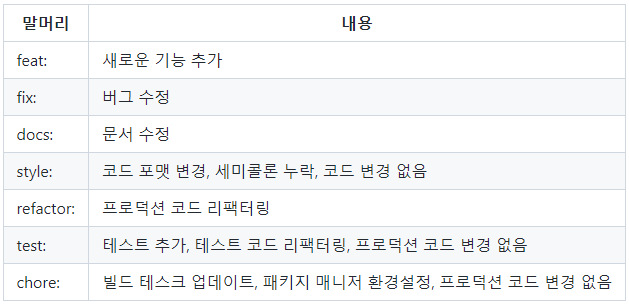 말머리 내용
feat: 새로운 기능 추가
fix: 버그 수정
docs: 문서 수정
style: 코드 포맷 변경, 세미콜론 누락, 코드 변경 없음
refactor: 프로덕션 코드 리팩터링
test: 테스트 추가, 테스트 코드 리팩터링, 프로덕션 코드 변경 없음
chore: 빌드 테스크 업데이트, 패키지 매니저 환경설정, 프로덕션 코드 변경 없음